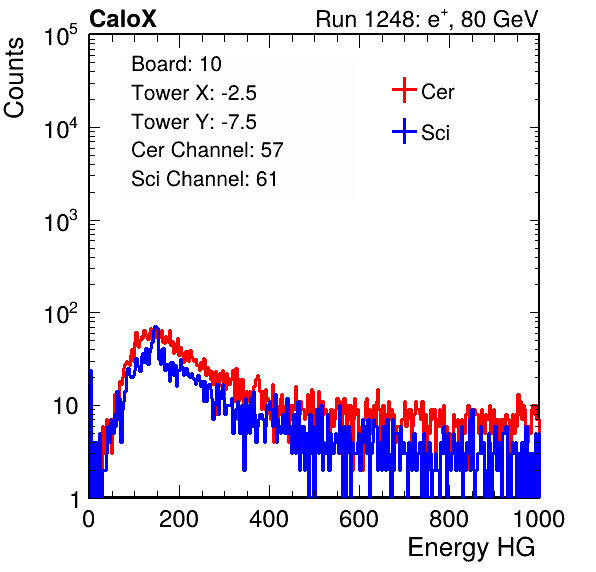 CaloX Run 1248: e⁺, 80 GeV
Counts
Board: 10
Tower X: -2.5
Tower Y: -7.5
Cer Channel: 57
Sci Channel: 61
Cer
Sci
10⁵
10⁴
10³
10²
10
1
0 200 400 600 800 1000
Energy HG